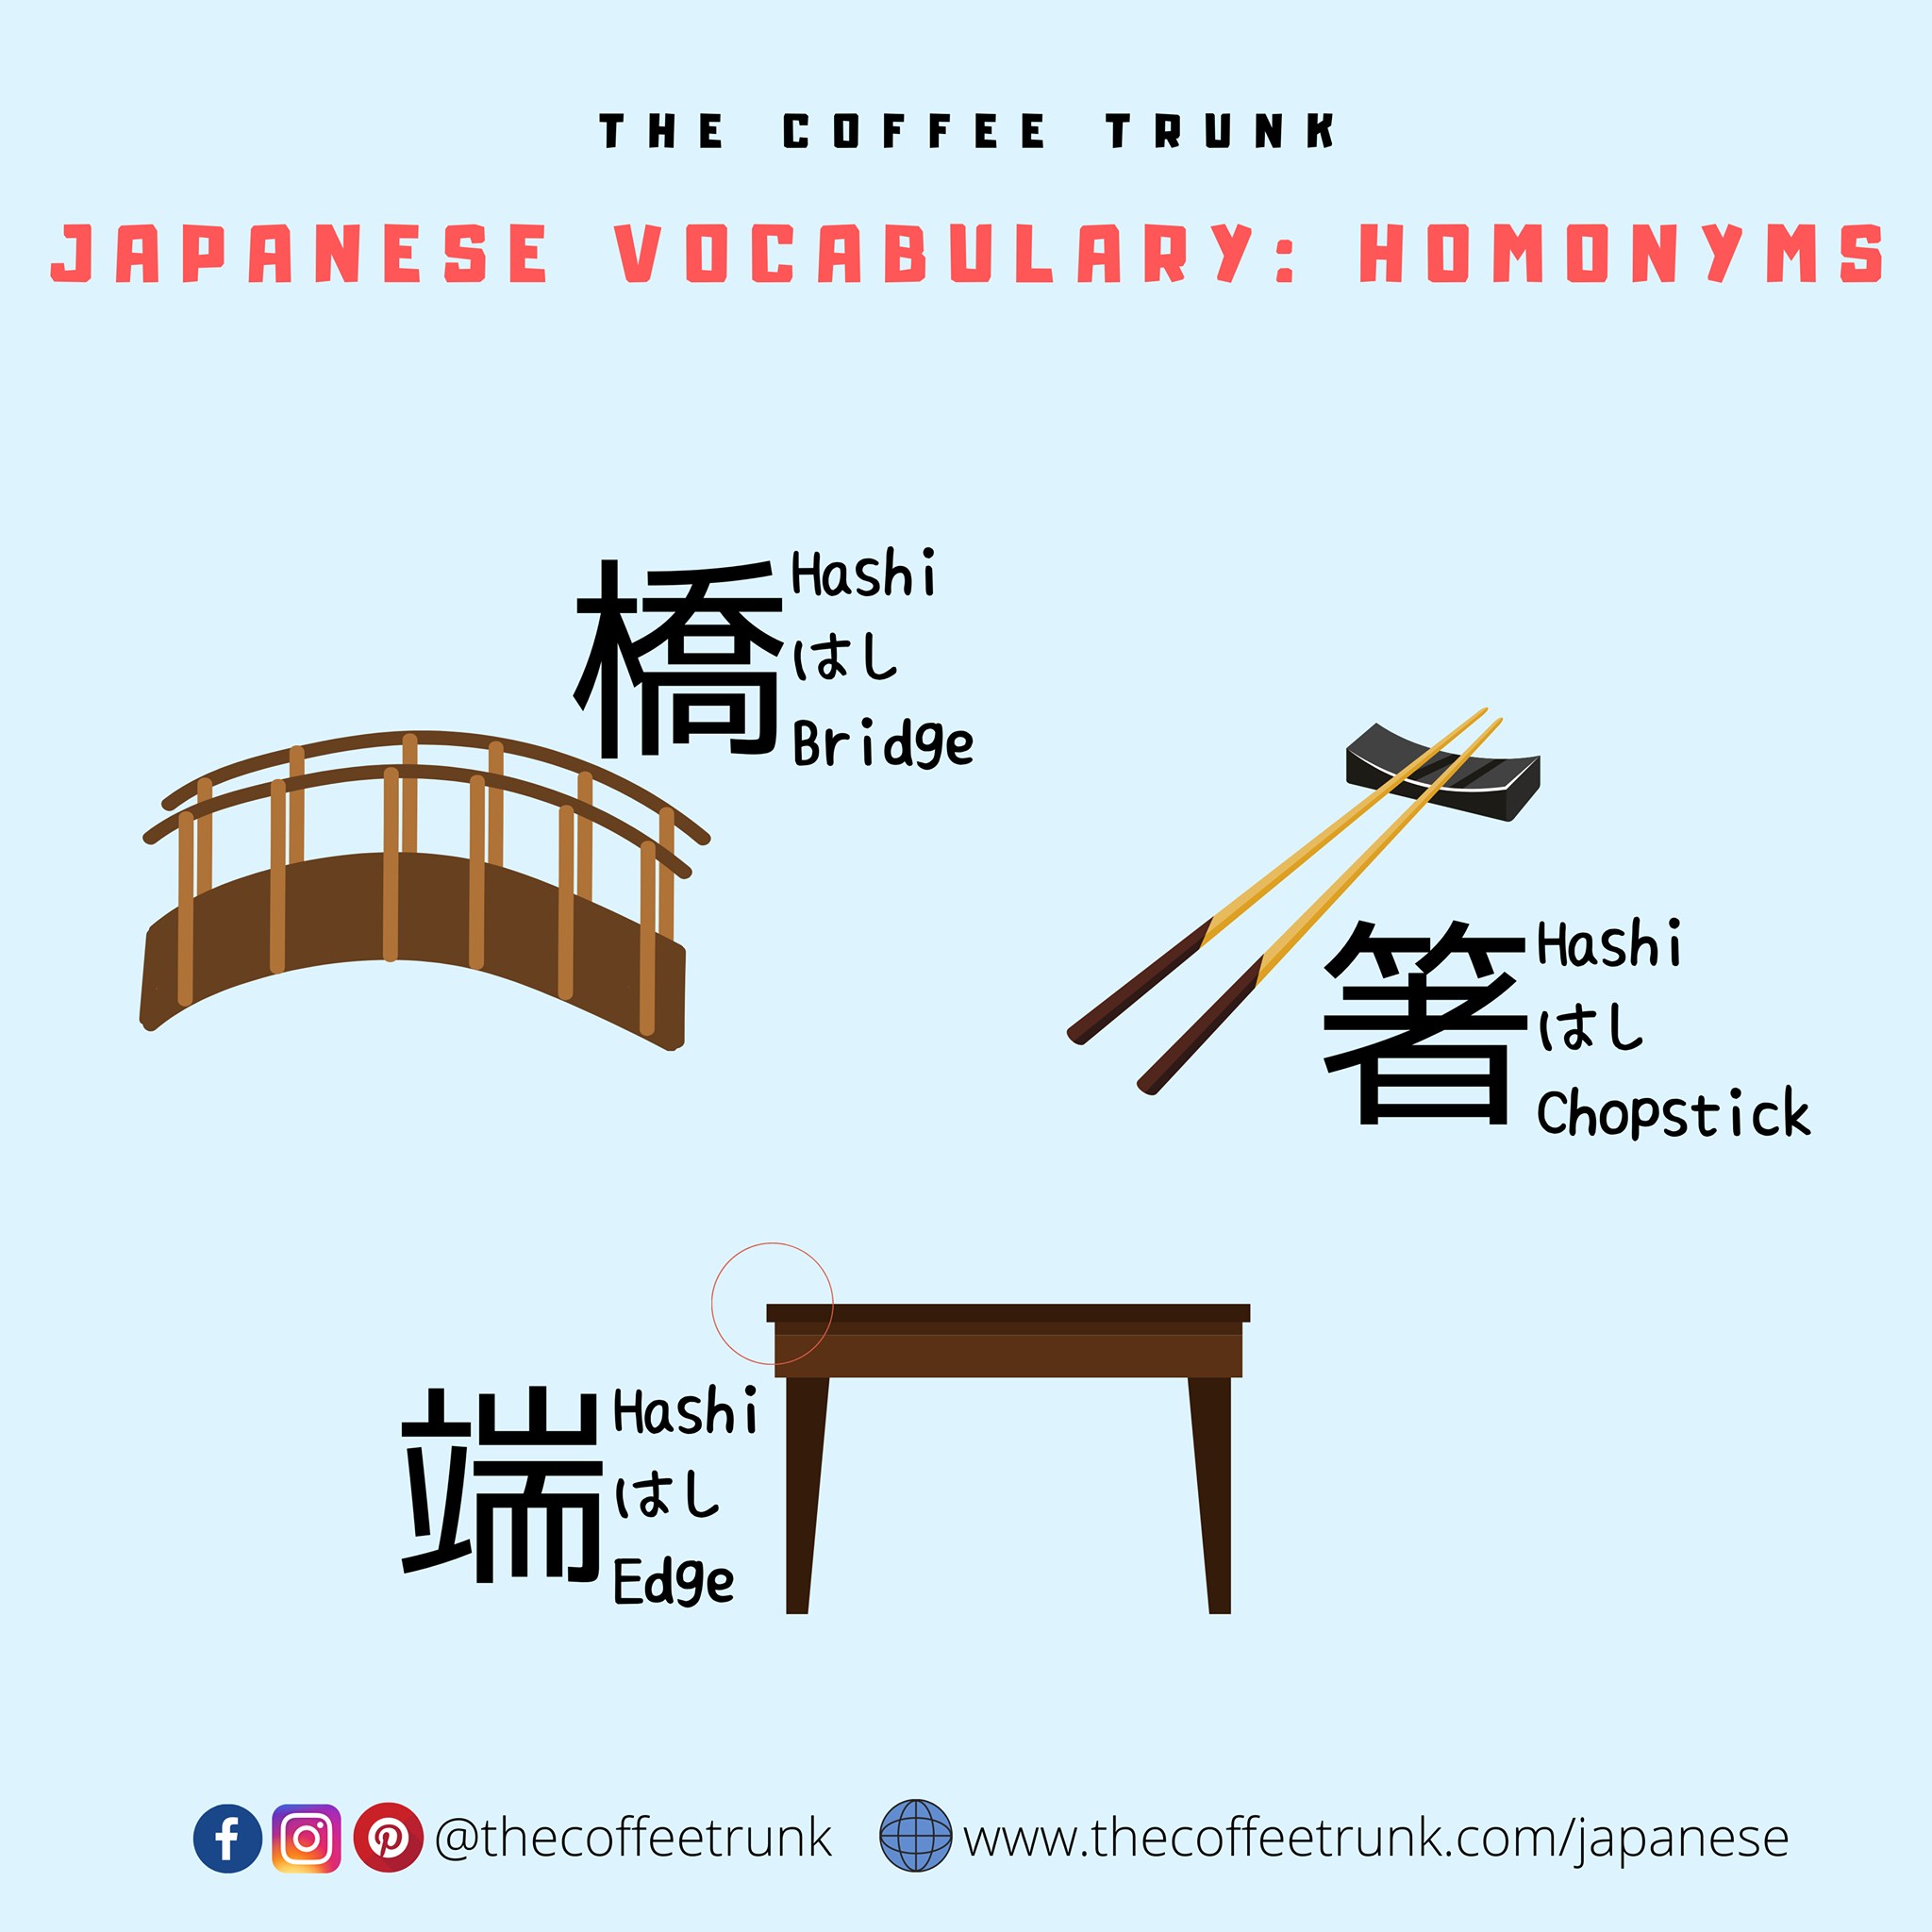 THE COFFEE TRUNK
JAPANESE VOCABULARY: HOMONYMS
橋
Hashi
はし
Bridge
箸
Hashi
はし
Chopstick
端
Hashi
はし
Edge
@thecoffeetrunk
www.thecoffeetrunk.com/japanese